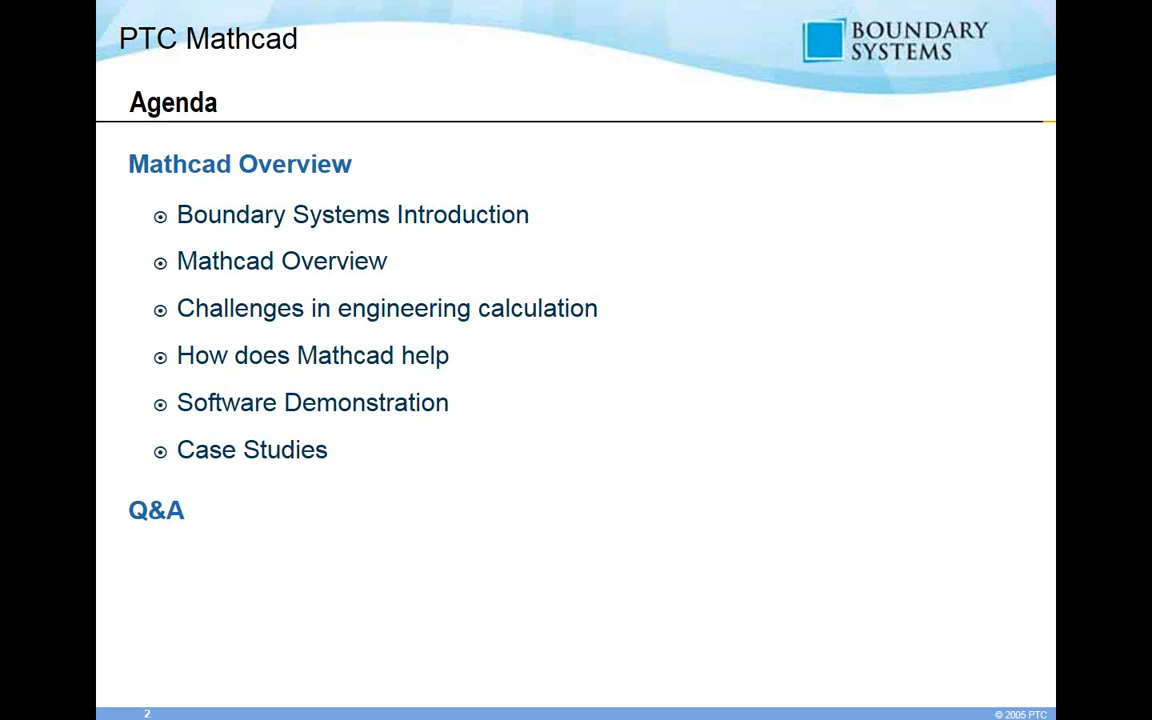 PTC Mathcad
BOUNDARY
SYSTEMS
Agenda
Mathcad Overview
Boundary Systems Introduction
Mathcad Overview
Challenges in engineering calculation
How does Mathcad help
Software Demonstration
Case Studies
Q&A
2
© 2005 PTC